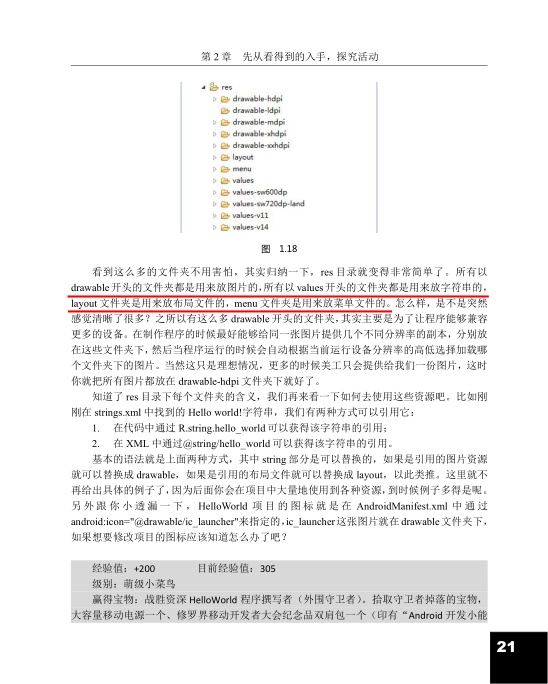 第 2 章 先从看得到的入手，探究活动
res
drawable-hdpi
drawable-ldpi
drawable-mdpi
drawable-xhdpi
drawable-xxhdpi
layout
menu
values
values-sw600dp
values-sw720dp-land
values-v11
values-v14
图 1.18
看到这么多的文件夹不用害怕，其实归纳一下，res 目录就变得非常简单了。所有以
drawable 开头的文件夹都是用来放图片的，所有以 values 开头的文件夹都是用来放字符串的，
layout 文件夹是用来放布局文件的，menu 文件夹是用来放菜单文件的。怎么样，是不是突然
感觉清晰了很多？之所以有这么多 drawable 开头的文件夹，其实主要是为了让程序能够兼容
更多的设备。在制作程序的时候最好能够给同一张图片提供几个不同分辨率的副本，分别放
在这些文件夹下，然后当程序运行的时候会自动根据当前运行设备分辨率的高低选择加载哪
个文件夹下的图片。当然这只是理想情况，更多的时候美工只会提供给我们一份图片，这时
你就把所有图片都放在 drawable-hdpi 文件夹下就好了。
知道了 res 目录下每个文件夹的含义，我们再来看一下如何去使用这些资源吧。比如刚
刚在 strings.xml 中找到的 Hello world!字符串，我们有两种方式可以引用它：
1. 在代码中通过 R.string.hello_world 可以获得该字符串的引用；
2. 在 XML 中通过@string/hello_world 可以获得该字符串的引用。
基本的语法就是上面两种方式，其中 string 部分是可以替换的，如果是引用的图片资源
就可以替换成 drawable，如果是引用的布局文件就可以替换成 layout，以此类推。这里就不
再给出具体的例子了，因为后面你会在项目中大量地使用到各种资源，到时候例子多得是呢。
另外跟你小透漏一下，HelloWorld 项目的图标就是在 AndroidManifest.xml 中通过
android:icon="@drawable/ic_launcher"来指定的，ic_launcher 这张图片就在 drawable 文件夹下，
如果想要修改项目的图标应该知道怎么办了吧？
经验值：+200 目前经验值：305
级别：萌级小菜鸟
赢得宝物：战胜资深 HelloWorld 程序撰写者（外围守卫者）。拾取守卫者掉落的宝物，
大容量移动电源一个、修罗界移动开发者大会纪念品双肩包一个（印有“Android 开发小能
21